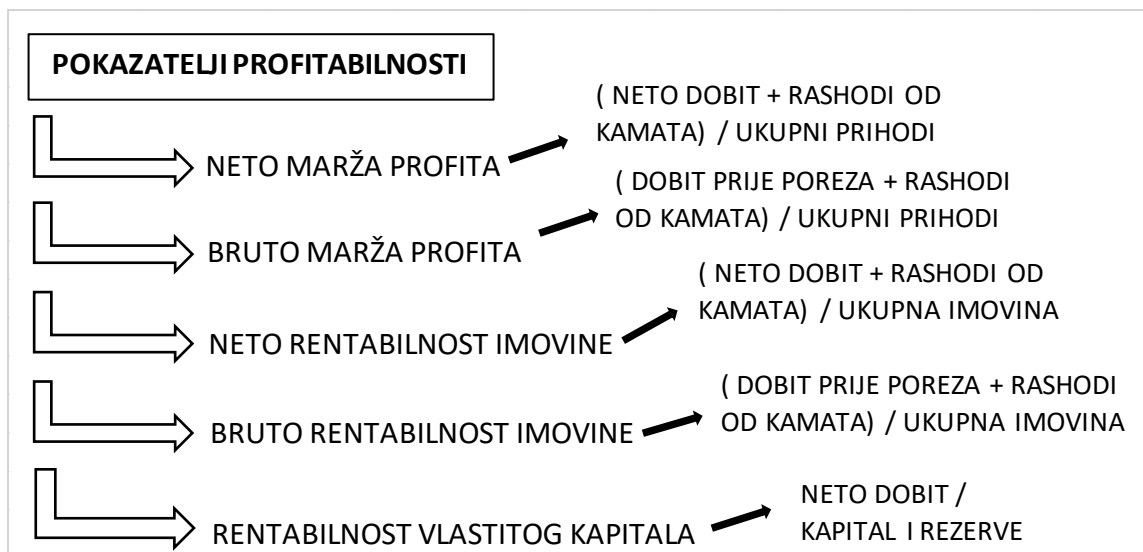 POKAZATELJI PROFITABILNOSTI
NETO MARŽA PROFITA
( NETO DOBIT + RASHODI OD
KAMATA) / UKUPNI PRIHODI
BRUTO MARŽA PROFITA
( DOBIT PRIJE POREZA + RASHODI
OD KAMATA) / UKUPNI PRIHODI
NETO RENTABILNOST IMOVINE
( NETO DOBIT + RASHODI OD
KAMATA) / UKUPNA IMOVINA
BRUTO RENTABILNOST IMOVINE
( DOBIT PRIJE POREZA + RASHODI
OD KAMATA) / UKUPNA IMOVINA
RENTABILNOST VLASTITOG KAPITALA
NETO DOBIT /
KAPITAL I REZERVE